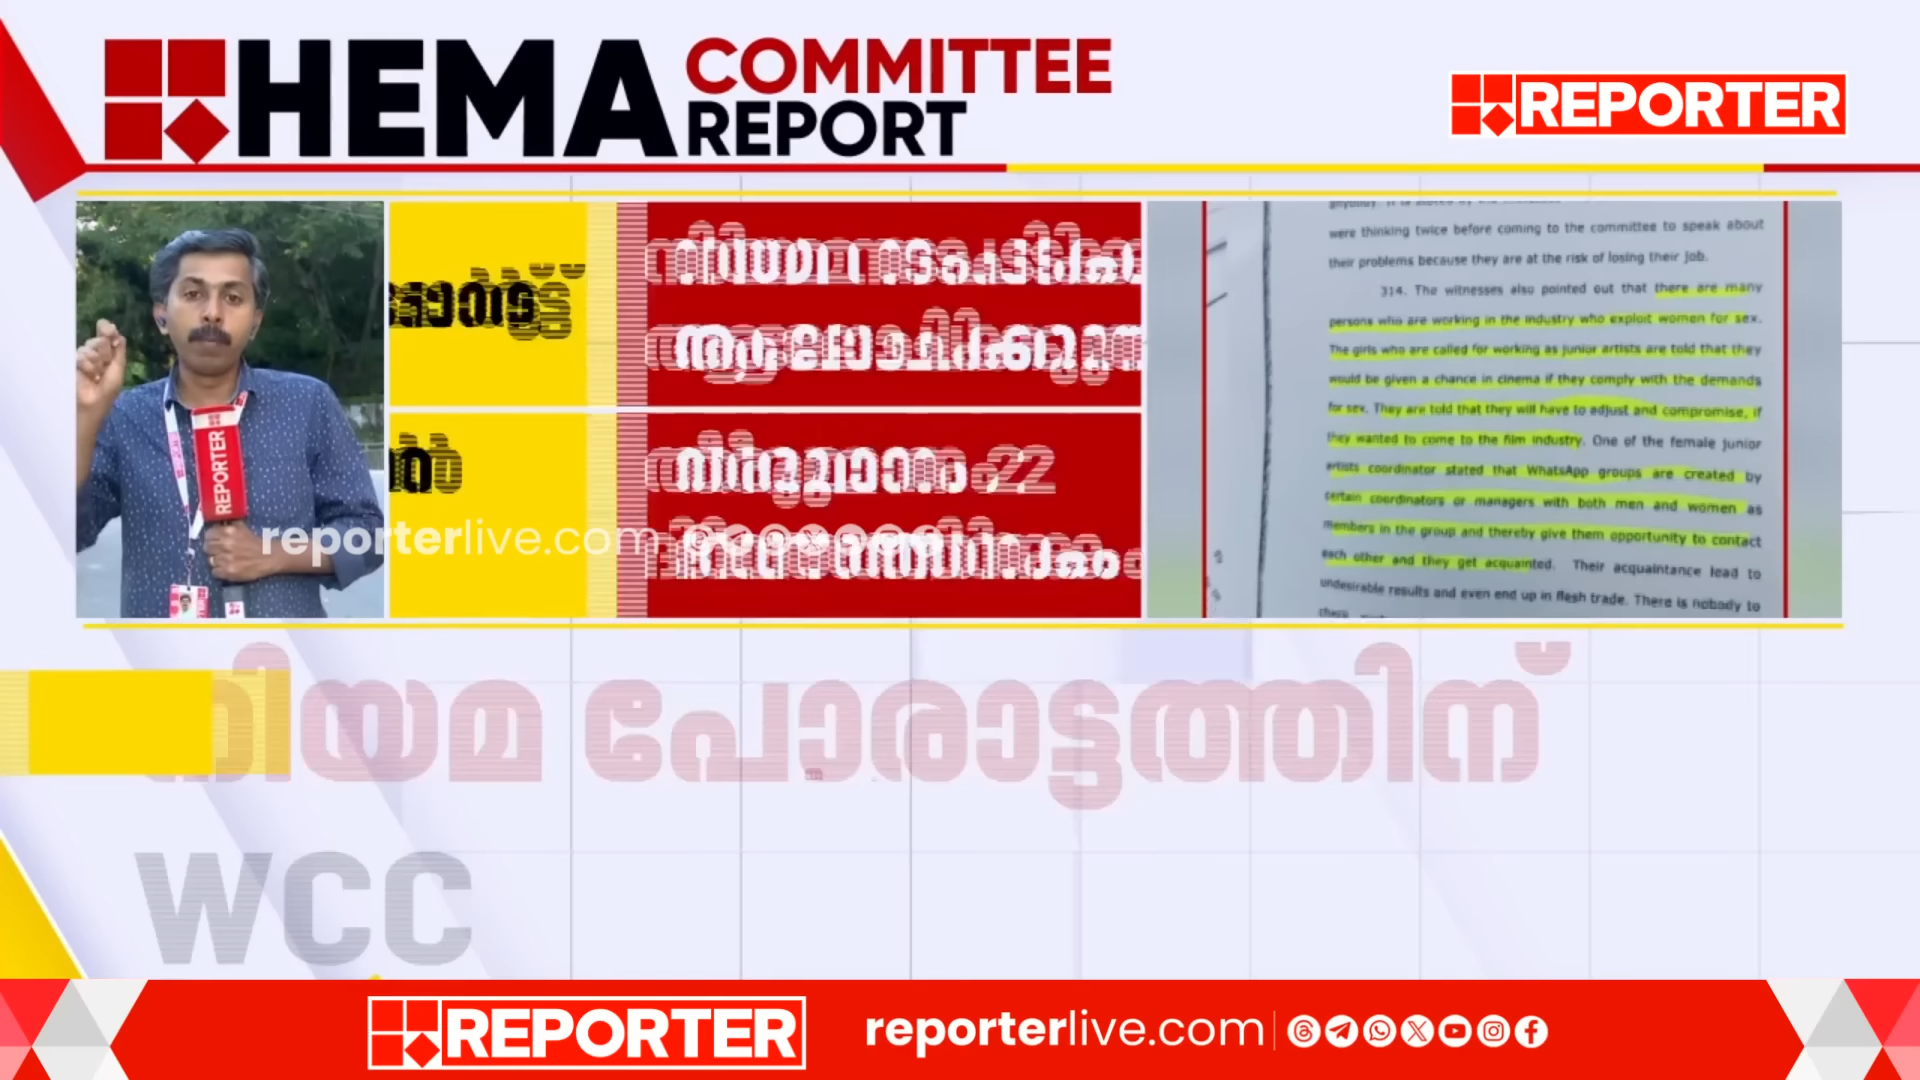 HEMA COMMITTEE
REPORT
REPORTER
REPORTER
reporterlive.com
were thinking twice before coming to the committee to speak about
their problems because they are at the risk of losing their job.
314. The witnesses also pointed out that there are many
persons who are working in the industry who exploit women for sex.
The girls who are called for working as junior artists are told that they
would be given a chance in cinema if they comply with the demands
for sex. They are told that they will have to adjust and compromise, if
they wanted to come to the film industry. One of the female junior
artists coordinator stated that WhatsApp groups are created by
certain coordinators or managers with both men and women as
members in the group and thereby give them opportunity to contact
each other and they get acquainted. Their acquaintance lead to
undesirable results and even end up in flesh trade. There is nobody to
നിയമ പോരാട്ടത്തിന്
WCC
REPORTER
reporterlive.com